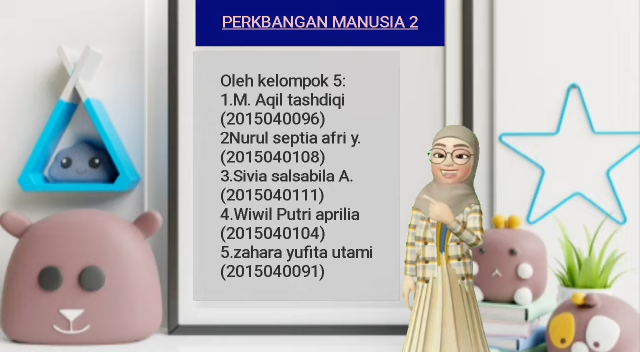 PERKBANGAN MANUSIA 2
Oleh kelompok 5:
1.M. Aqil tashdiqi
(2015040096)
2Nurul septia afri y.
(2015040108)
3.Sivia salsabila A.
(2015040111)
4.Wiwil Putri aprilia
(2015040104)
5.zahara yufita utami
(2015040091)